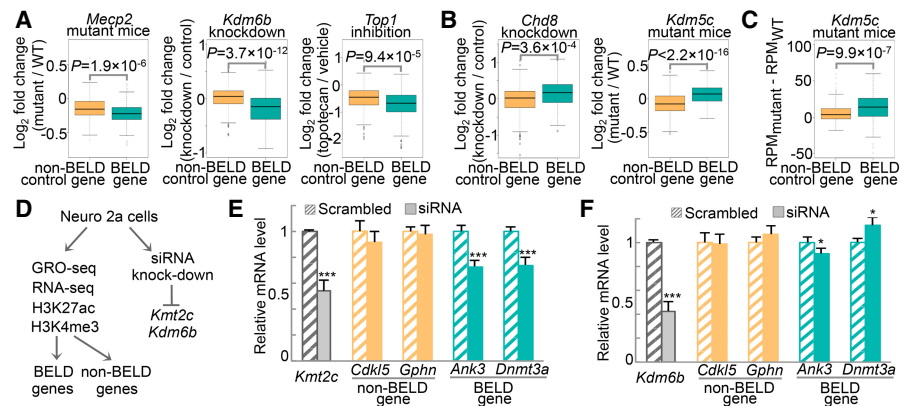 A
Mecp2
mutant mice
Log2 fold change
(mutant / WT)
P=1.9×10-6
0.5
0
-0.5
non-BELD BELD
control gene gene
Kdm6b
knockdown
Log2 fold change
(knockdown / control)
P=3.7×10-12
1
0
-1
non-BELD BELD
control gene gene
Top1
inhibition
Log2 fold change
(topotecan / vehicle)
P=9.4×10-5
1
0
-1
-2
non-BELD BELD
control gene gene
B
Chd8
knockdown
Log2 fold change
(knockdown / control)
P=3.6×10-4
1
0
-1
non-BELD BELD
control gene gene
Kdm5c
mutant mice
Log2 fold change
(mutant / WT)
P<2.2×10-16
0.5
0
-0.5
non-BELD BELD
control gene gene
C
Kdm5c
mutant mice
RPMmutant - RPMWT
P=9.9×10-7
100
50
0
-50
non-BELD BELD
control gene gene
D
Neuro 2a cells
GRO-seq
RNA-seq
H3K27ac
H3K4me3
siRNA
knock-down
Kmt2c
Kdm6b
BELD
genes
non-BELD
genes
E
Scrambled siRNA
Relative mRNA level
1
0.5
0
***
***
***
Kmt2c
Cdkl5 Gphn
non-BELD
gene
Ank3 Dnmt3a
BELD
gene
F
Scrambled siRNA
Relative mRNA level
1
0.5
0
***
*
*
Kdm6b
Cdkl5 Gphn
non-BELD
gene
Ank3 Dnmt3a
BELD
gene